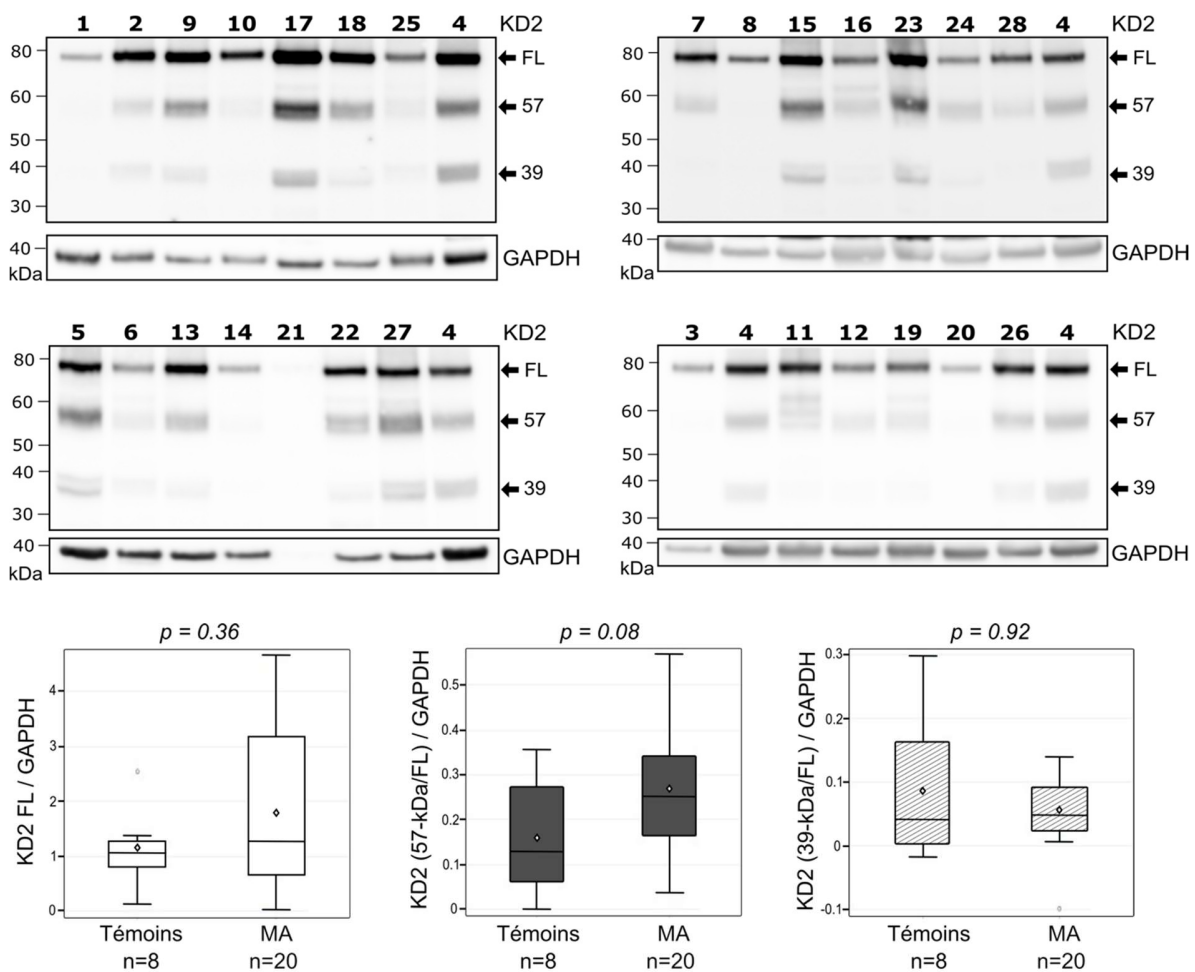 1 2 9 10 17 18 25 4 KD2
80 FL
60 57
50
40 39
30
40 GAPDH
kDa
7 8 15 16 23 24 28 4 KD2
80 FL
60 57
50
40 39
30
40 GAPDH
kDa
5 6 13 14 21 22 27 4 KD2
80 FL
60 57
50
40 39
30
40 GAPDH
kDa
3 4 11 12 19 20 26 4 KD2
80 FL
60 57
50
40 39
30
40 GAPDH
kDa
p = 0.36
KD2 FL / GAPDH
4
3
2
1
0
Témoins MA
n=8 n=20
p = 0.08
KD2 (57-kDa/FL) / GAPDH
0.5
0.4
0.3
0.2
0.1
0
Témoins MA
n=8 n=20
p = 0.92
KD2 (39-kDa/FL) / GAPDH
0.3
0.2
0.1
0
-0.1
Témoins MA
n=8 n=20